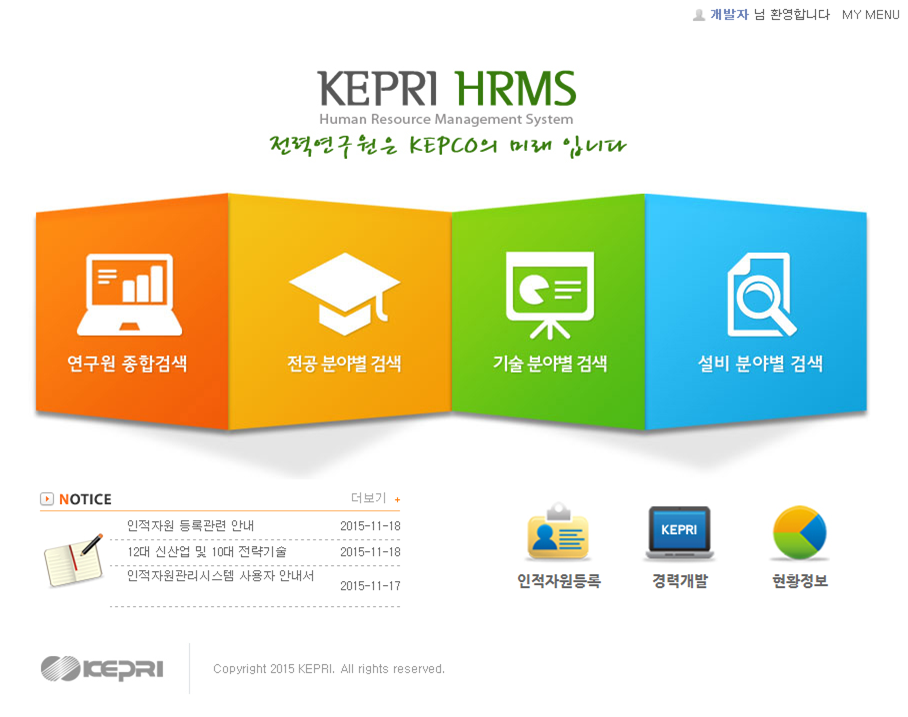 개발자 님 환영합니다 MY MENU
KEPRI HRMS
Human Resource Management System
전력연구원은 KEPCO의 미래 입니다
연구원 종합검색
전공 분야별 검색
기술 분야별 검색
설비 분야별 검색
NOTICE
더보기 +
인적자원 등록관련 안내 2015-11-18
12대 신산업 및 10대 전략기술 2015-11-18
인적자원관리시스템 사용자 안내서 2015-11-17
KEPRI
인적자원등록
경력개발
현황정보
KEPRI
Copyright 2015 KEPRI. All rights reserved.